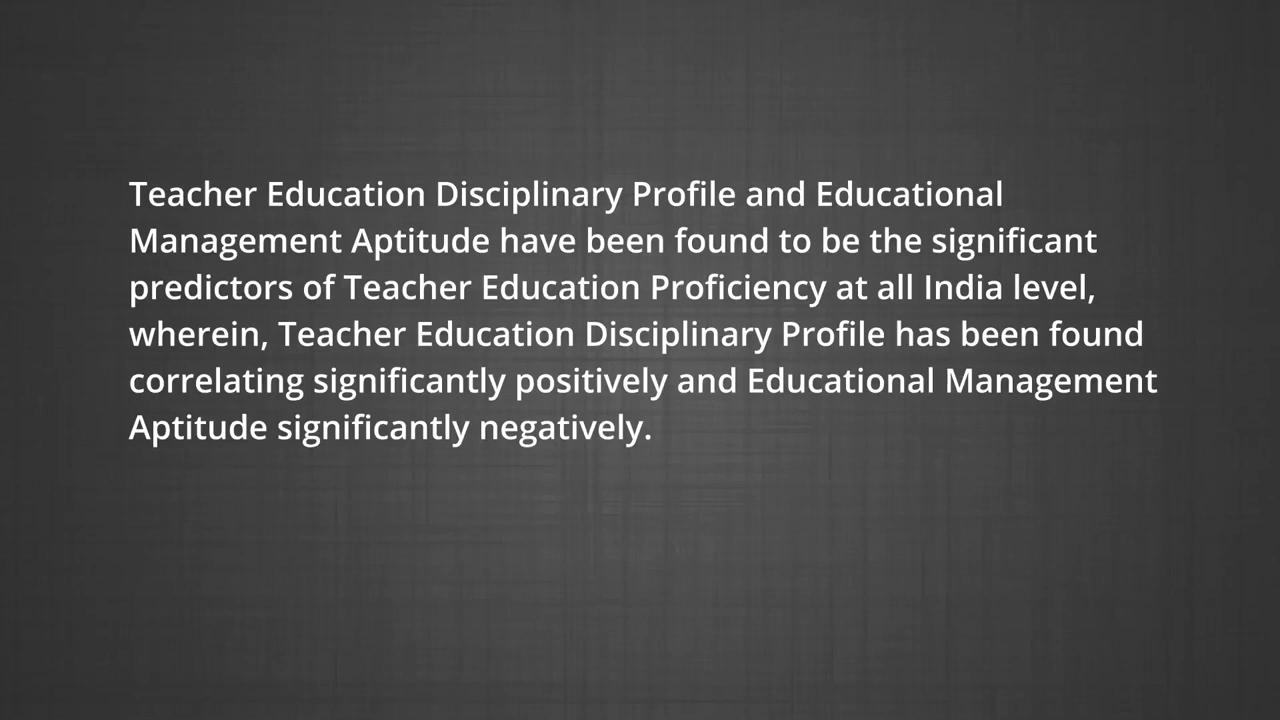 Teacher Education Disciplinary Profile and Educational
Management Aptitude have been found to be the significant
predictors of Teacher Education Proficiency at all India level,
wherein, Teacher Education Disciplinary Profile has been found
correlating significantly positively and Educational Management
Aptitude significantly negatively.